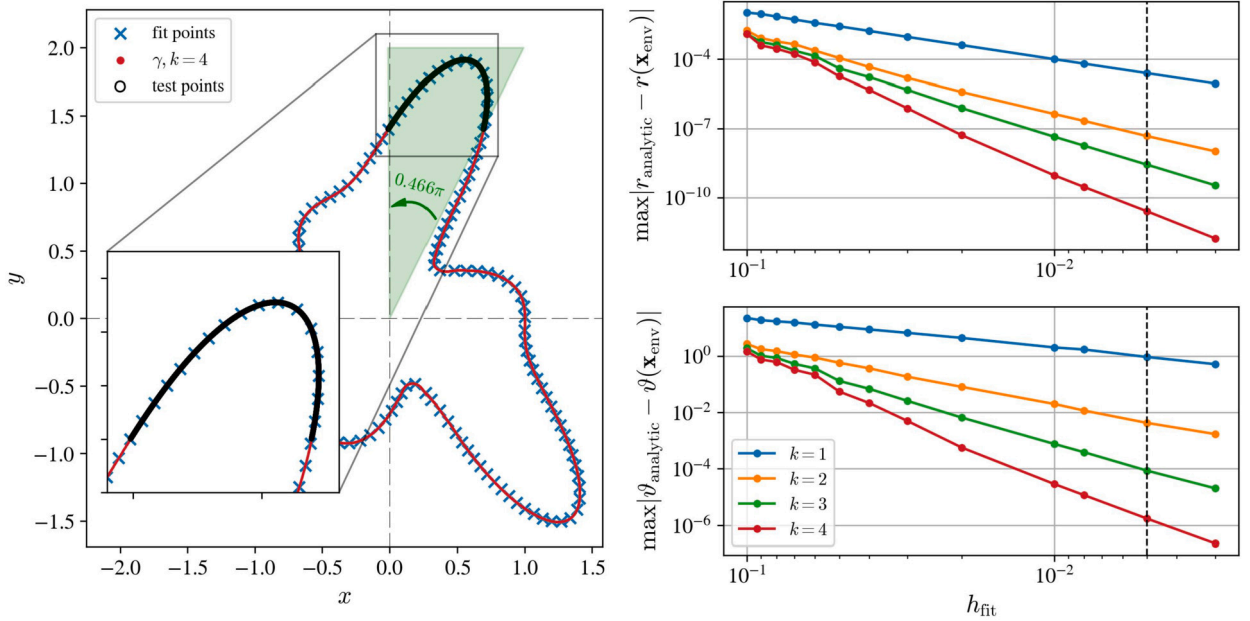 fit points
γ, k = 4
test points
0.466π
2.0
1.5
1.0
0.5
0.0
−0.5
−1.0
−1.5
y
−2.0 −1.5 −1.0 −0.5 0.0 0.5 1.0 1.5
x
max|r_analytic − r(x_env)|
10^−4
10^−7
10^−10
10^−1 10^−2
max|ϑ_analytic − ϑ(x_env)|
10^0
10^−2
10^−4
10^−6
k = 1
k = 2
k = 3
k = 4
10^−1 10^−2
h_fit